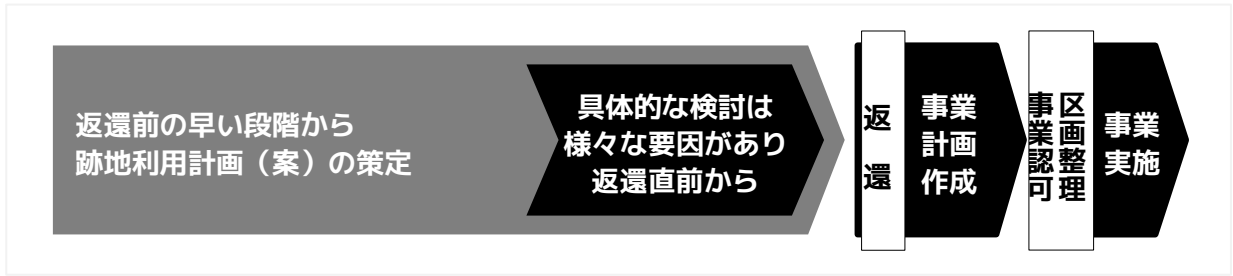 返還前の早い段階から
跡地利用計画（案）の策定
具体的な検討は
様々な要因があり
返還直前から
返還
事業
計画
作成
区画整理
事業認可
事業
実施